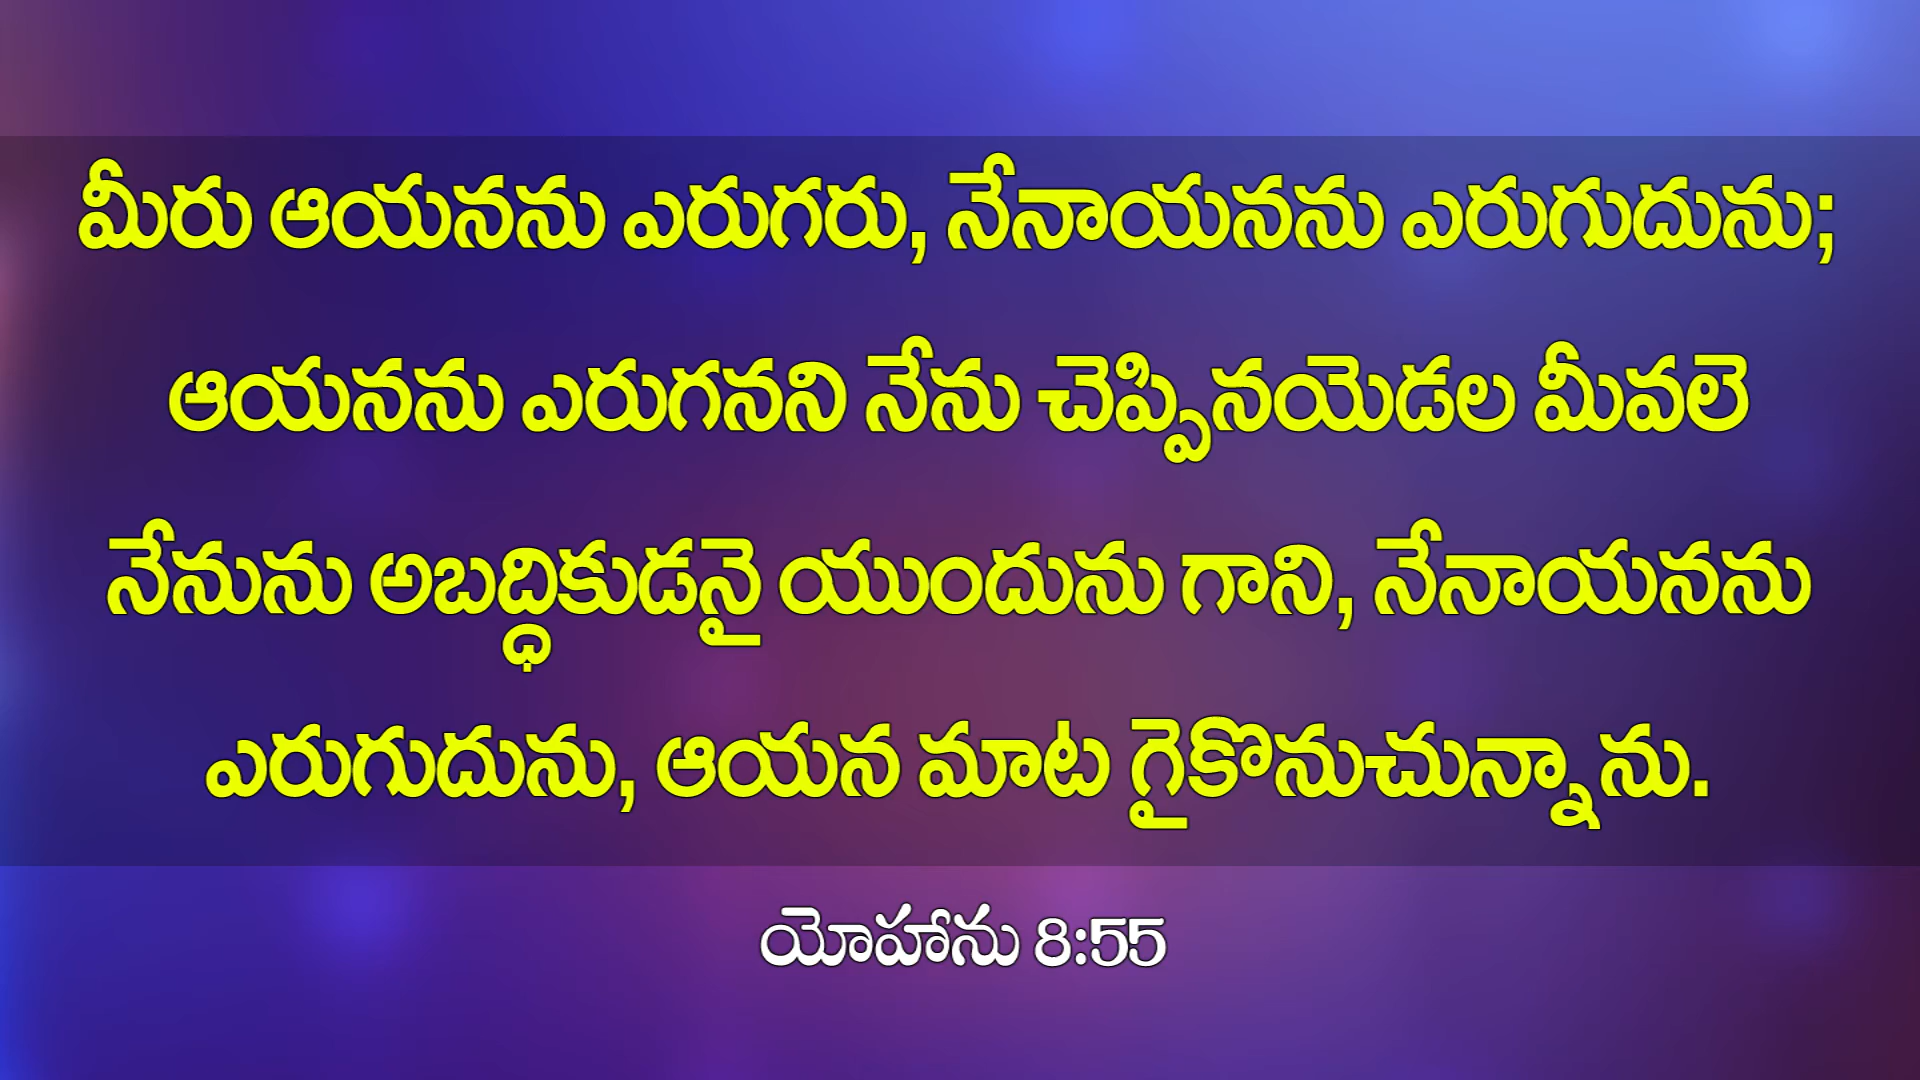 మీరు ఆయనను ఎరుగరు, నేనాయనను ఎరుగుదును;
ఆయనను ఎరుగనని నేను చెప్పినయెడల మీవలె
నేనును అబద్ధికుడనై యుందును గాని, నేనాయనను
ఎరుగుదును, ఆయన మాట గైకొనుచున్నాను.
యోహాను 8:55